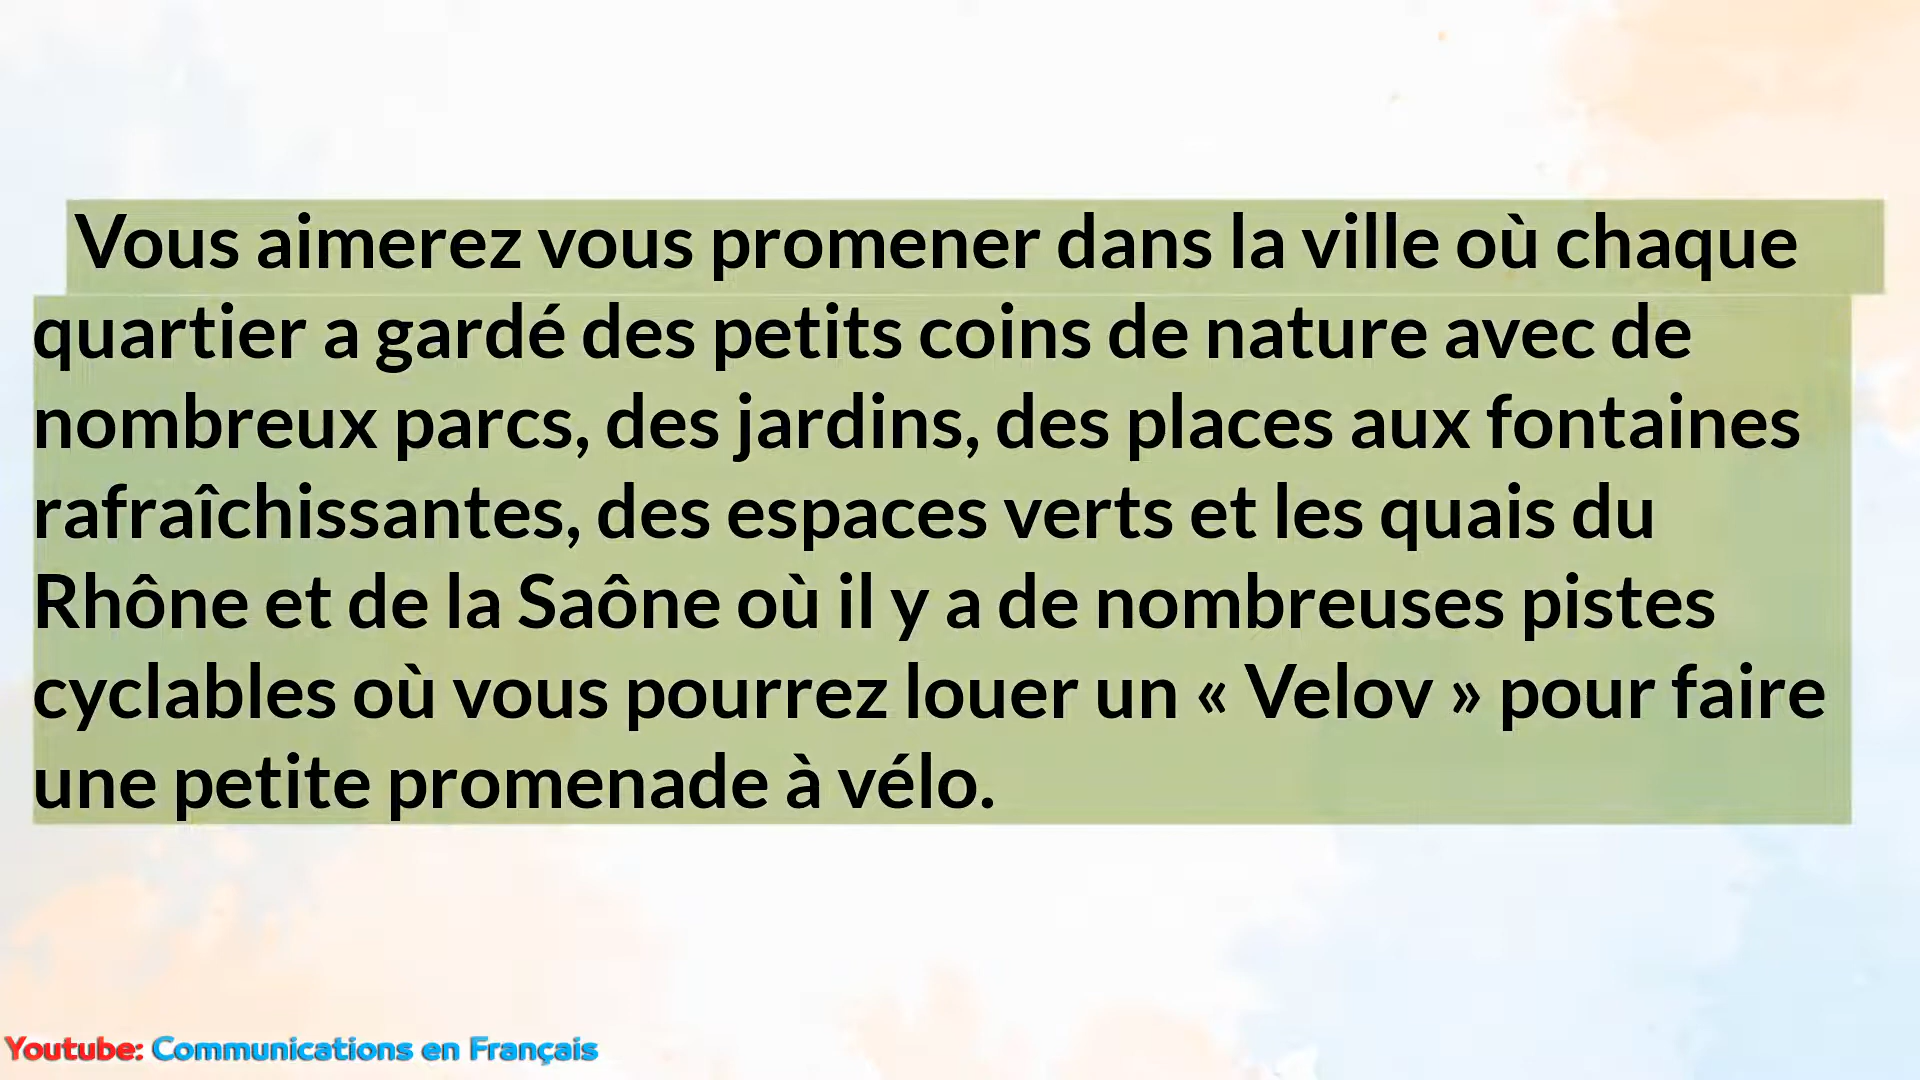 Vous aimerez vous promener dans la ville où chaque
quartier a gardé des petits coins de nature avec de
nombreux parcs, des jardins, des places aux fontaines
rafraîchissantes, des espaces verts et les quais du
Rhône et de la Saône où il y a de nombreuses pistes
cyclables où vous pourrez louer un « Velov » pour faire
une petite promenade à vélo.
Youtube: Communications en Français